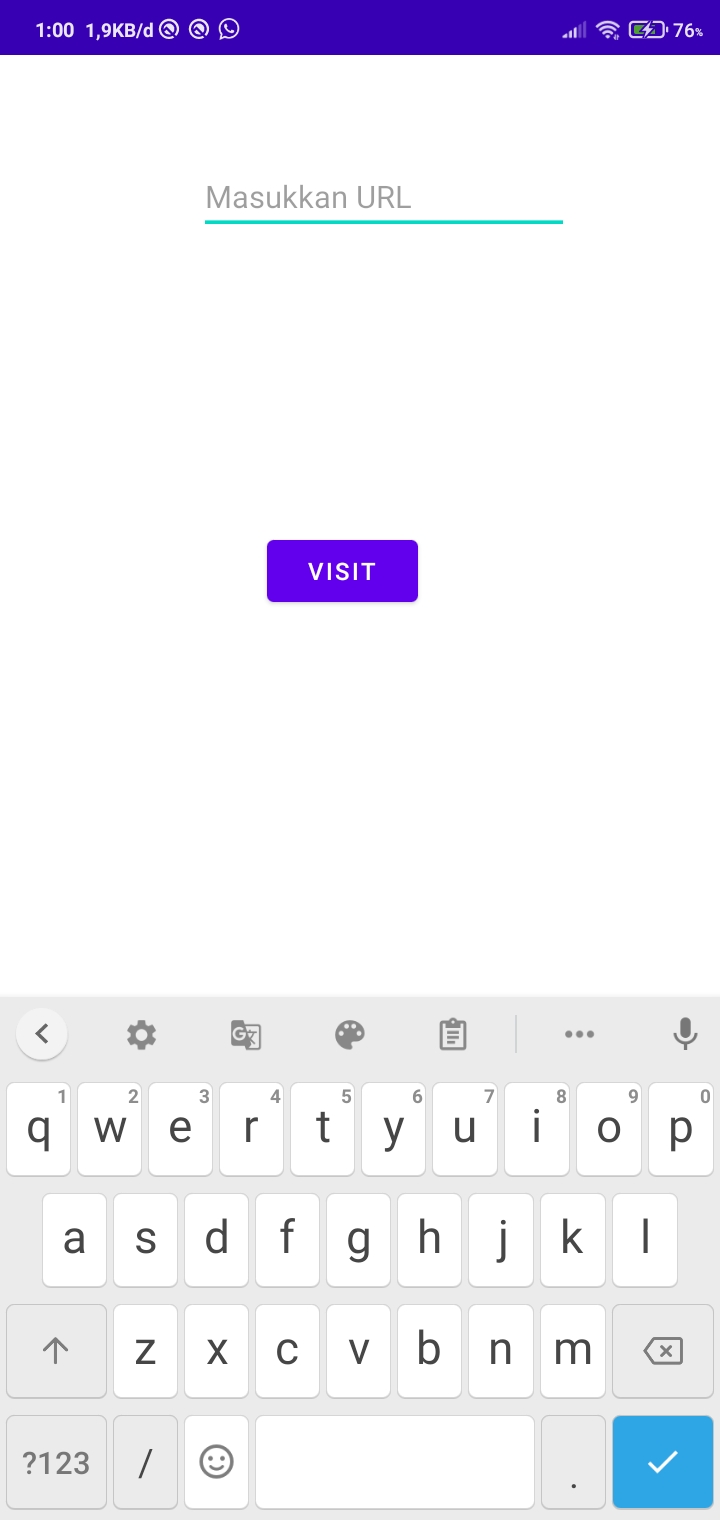 1:00 1,9KB/d 76%
Masukkan URL
VISIT
1 2 3 4 5 6 7 8 9 0
q w e r t y u i o p
a s d f g h j k l
z x c v b n m
?123 / .